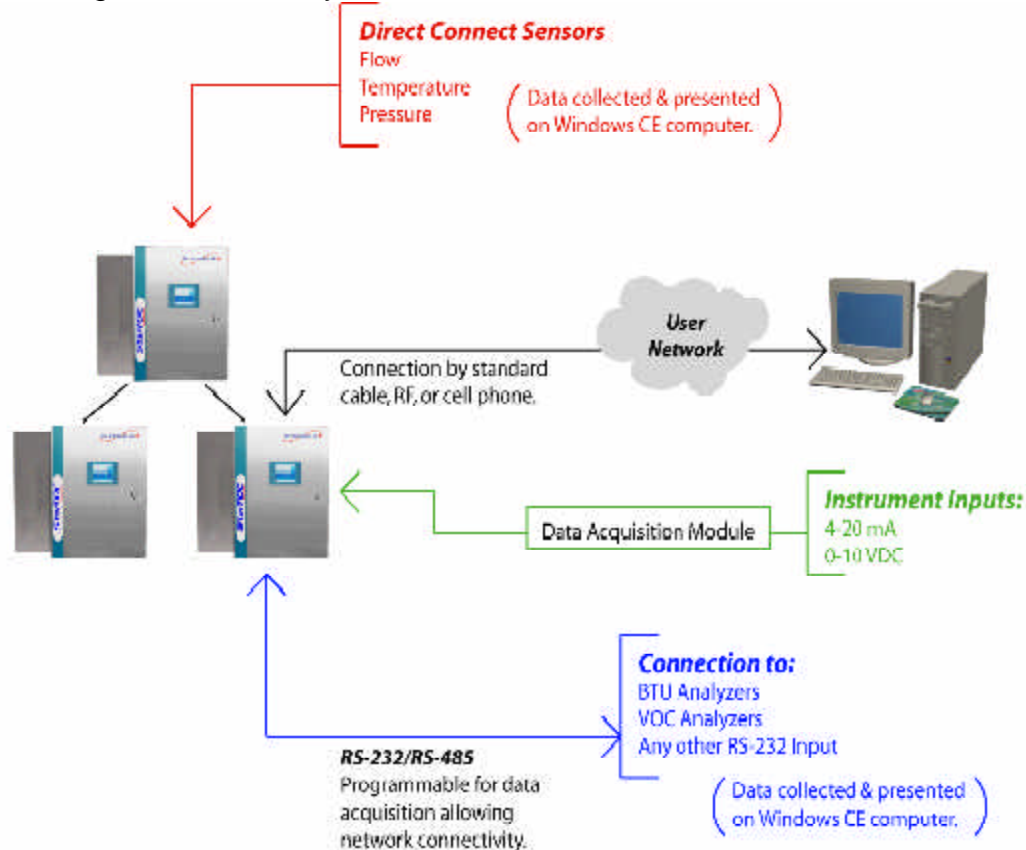 Direct Connect Sensors
Flow
Temperature
Pressure
Data collected & presented
on Windows CE computer.
User
Network
Connection by standard
cable, RF, or cell phone.
Instrument Inputs:
4-20 mA
0-10 VDC
Data Acquisition Module
Connection to:
BTU Analyzers
VOC Analyzers
Any other RS-232 Input
RS-232/RS-485
Programmable for data
acquisition allowing
network connectivity.
Data collected & presented
on Windows CE computer.